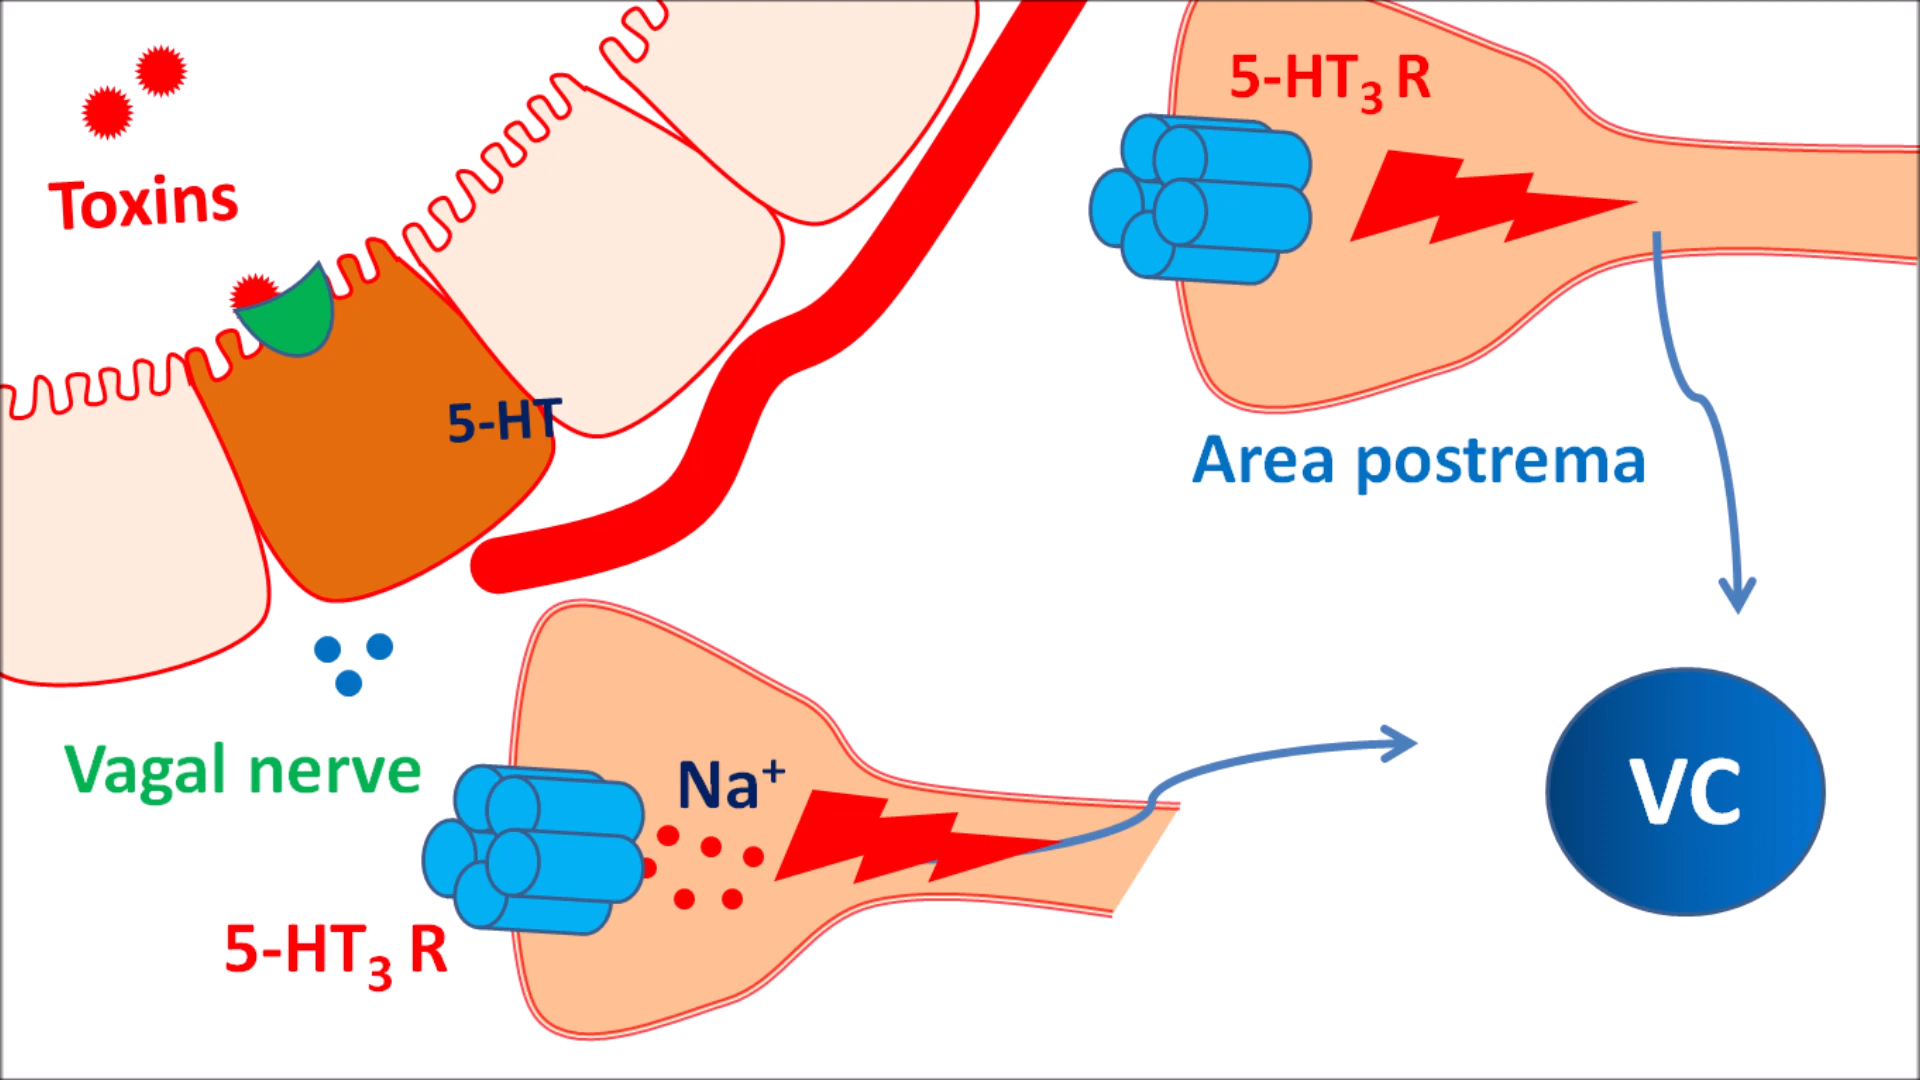 5-HT₃ R
Toxins
5-HT
Area postrema
Vagal nerve
Na⁺
VC
5-HT₃ R